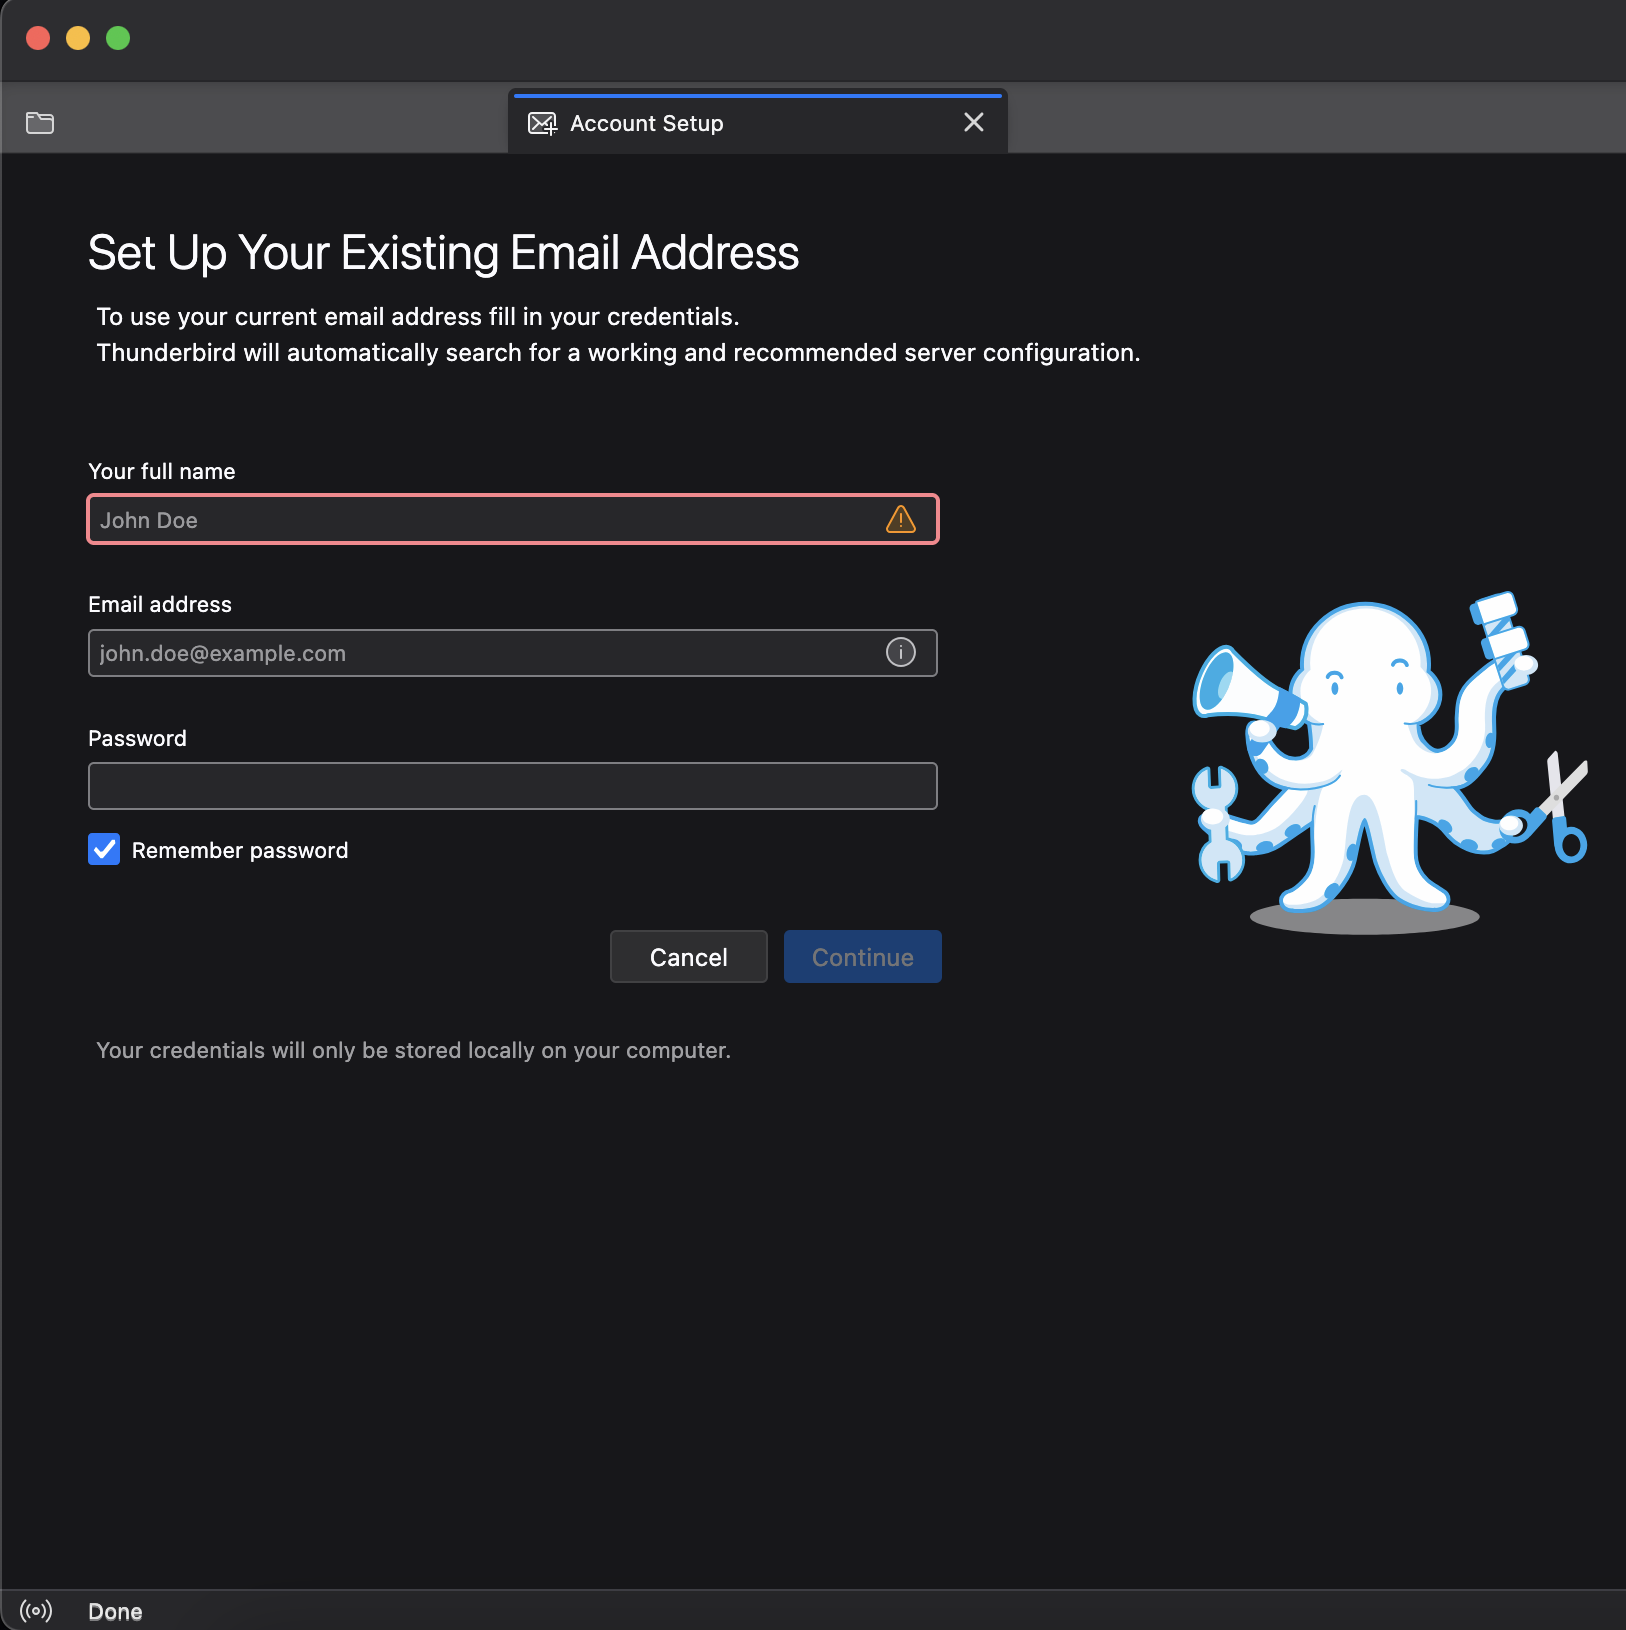 Account Setup
Set Up Your Existing Email Address
To use your current email address fill in your credentials.
Thunderbird will automatically search for a working and recommended server configuration.
Your full name
John Doe
Email address
john.doe@example.com
Password
Remember password
Cancel
Continue
Your credentials will only be stored locally on your computer.
Done